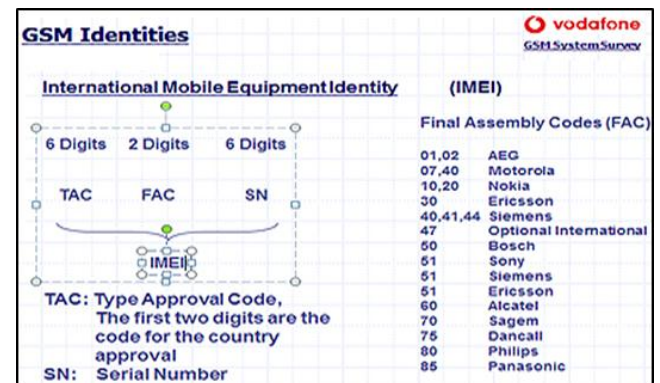 GSM Identities
vodafone
GSM System Survey
International Mobile Equipment Identity (IMEI)
6 Digits 2 Digits 6 Digits
TAC FAC SN
IMEI
TAC: Type Approval Code,
The first two digits are the
code for the country
approval
SN: Serial Number
Final Assembly Codes (FAC)
01,02 AEG
07,40 Motorola
10,20 Nokia
30 Ericsson
40,41,44 Siemens
47 Optional International
50 Bosch
51 Sony
51 Siemens
51 Ericsson
60 Alcatel
70 Sagem
75 Dancall
80 Philips
85 Panasonic